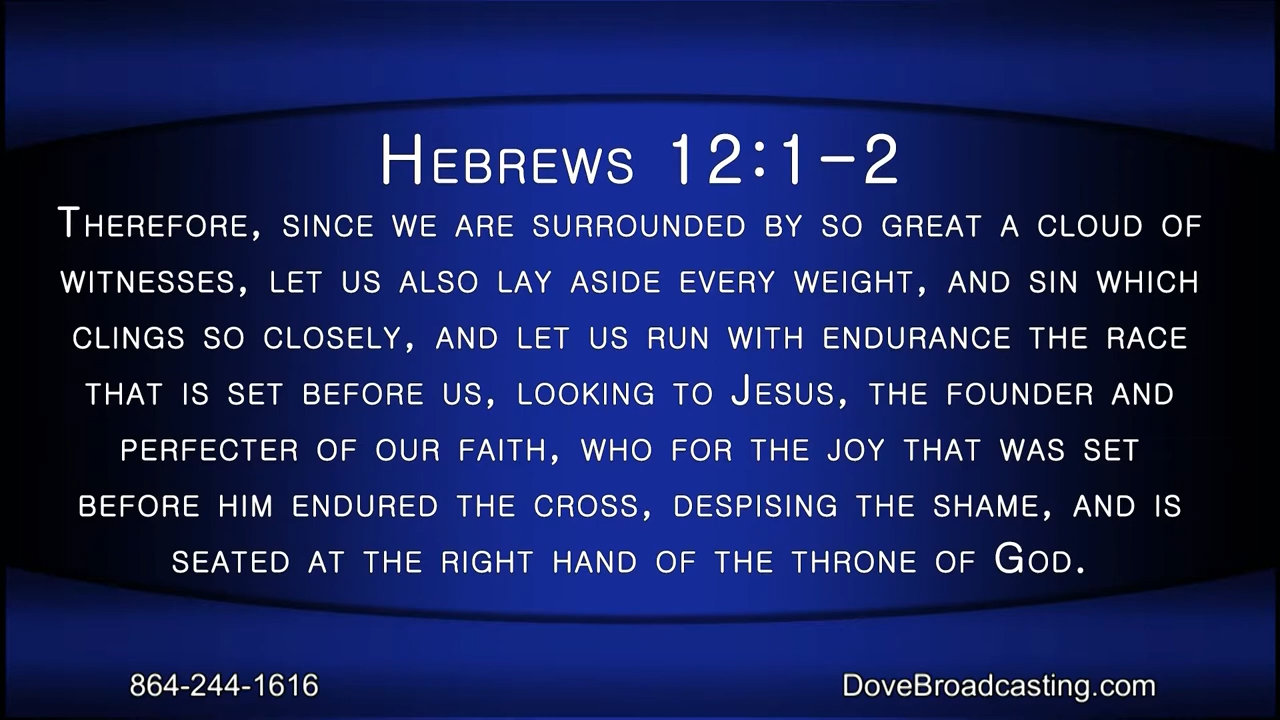 Hebrews 12:1-2
Therefore, since we are surrounded by so great a cloud of
witnesses, let us also lay aside every weight, and sin which
clings so closely, and let us run with endurance the race
that is set before us, looking to Jesus, the founder and
perfecter of our faith, who for the joy that was set
before him endured the cross, despising the shame, and is
seated at the right hand of the throne of God.
864-244-1616
DoveBroadcasting.com